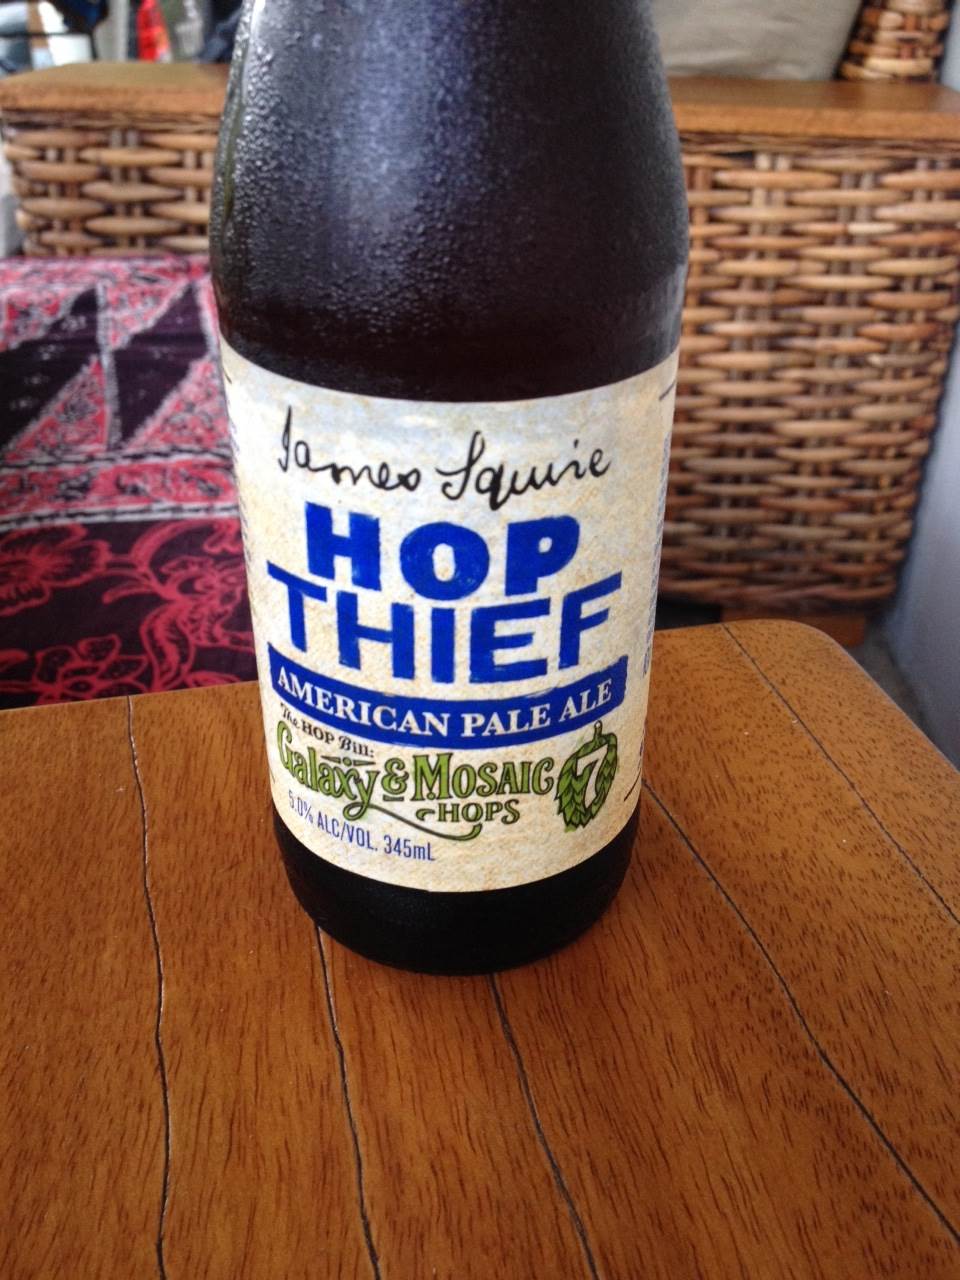 James Squire
HOP
THIEF
AMERICAN PALE ALE
The HOP Bill:
Galaxy & MOSAIC
HOPS
7
5.0% ALC/VOL. 345mL